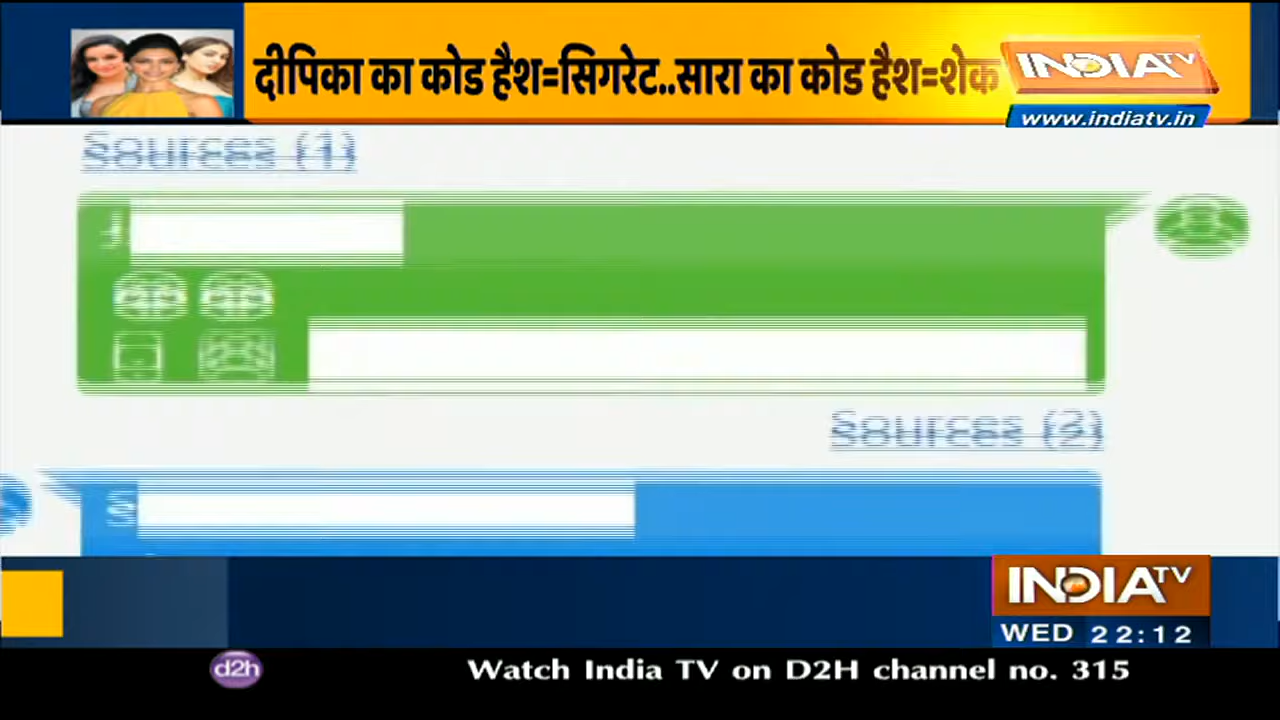 दीपिका का कोड हैश=सिगरेट..सारा का कोड हैश=शेक
INDIA TV
www.indiatv.in
Sources (1)
J
Sources (2)
S
INDIA TV
WED 22:12
d2h
Watch India TV on D2H channel no. 315